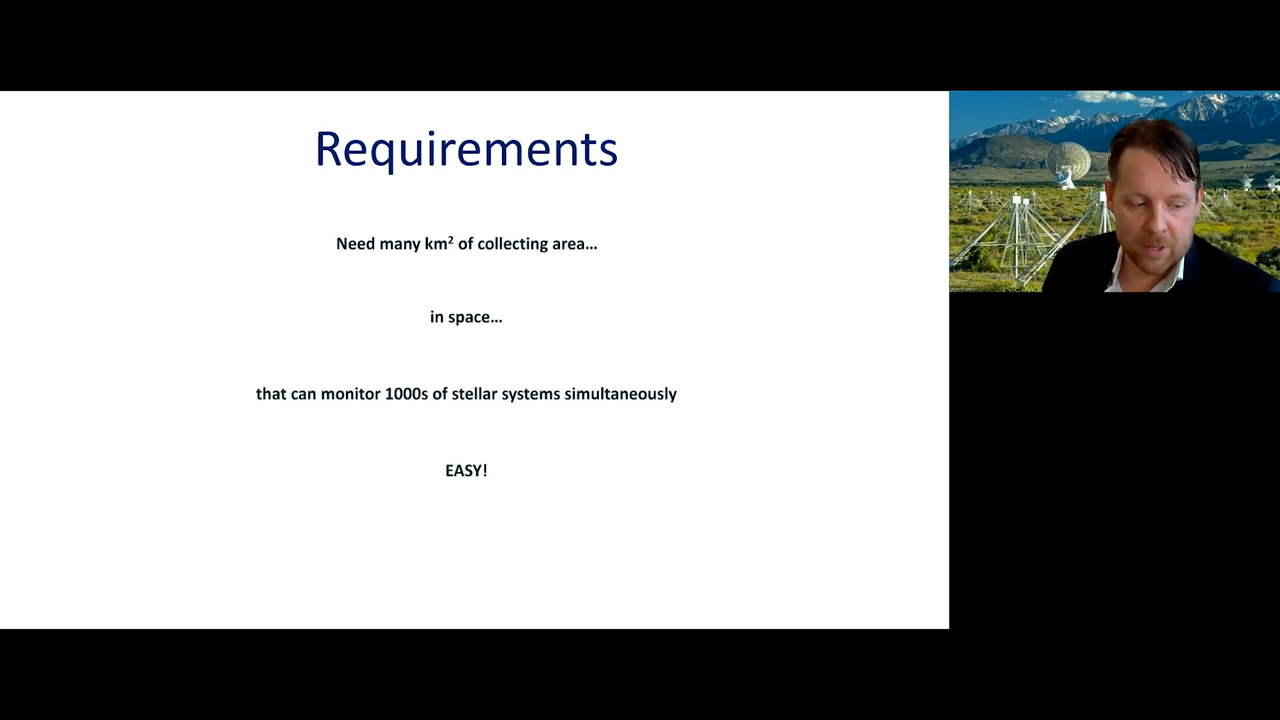 Requirements
Need many km² of collecting area…
in space…
that can monitor 1000s of stellar systems simultaneously
EASY!